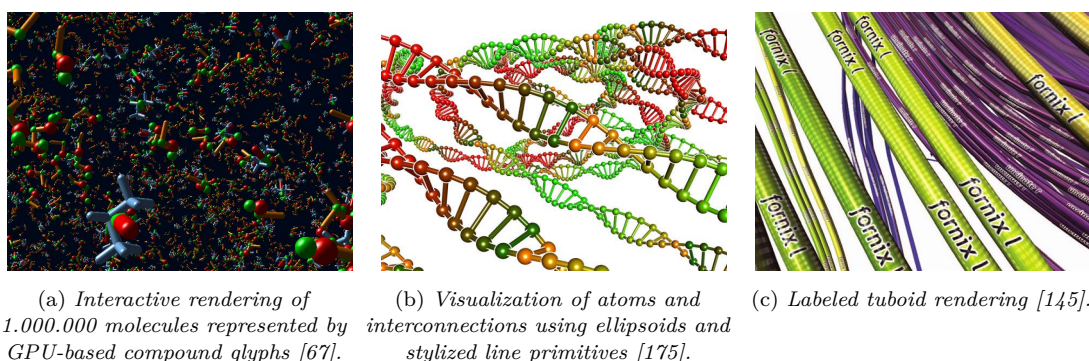 fornix l
fornix l
fornix l
fornix l
fornix l
fornix l
fornix l
fornix l
(a) Interactive rendering of
1.000.000 molecules represented by
GPU-based compound glyphs [67].
(b) Visualization of atoms and
interconnections using ellipsoids and
stylized line primitives [175].
(c) Labeled tuboid rendering [145].